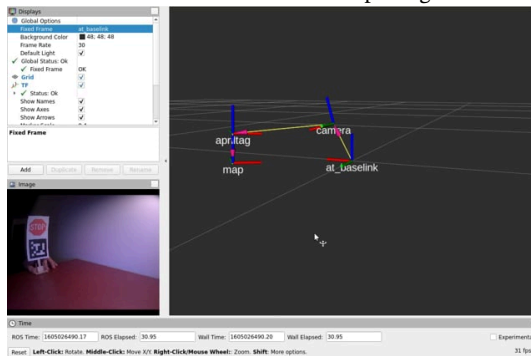 Displays
Global Options
Fixed Frame at_baselink
Background Color 48; 48; 48
Frame Rate 30
Default Light
Global Status: Ok
Fixed Frame OK
Grid
TF
Status: Ok
Show Names
Show Axes
Show Arrows
Fixed Frame
Add Duplicate Remove Rename
Image
STOP
apriltag
camera
map
at_baselink
Time
ROS Time: 1605026490.17 ROS Elapsed: 30.95 Wall Time: 1605026490.20 Wall Elapsed: 30.95
Reset Left-Click: Rotate. Middle-Click: Move X/Y. Right-Click/Mouse Wheel: Zoom. Shift: More options. 31 fps